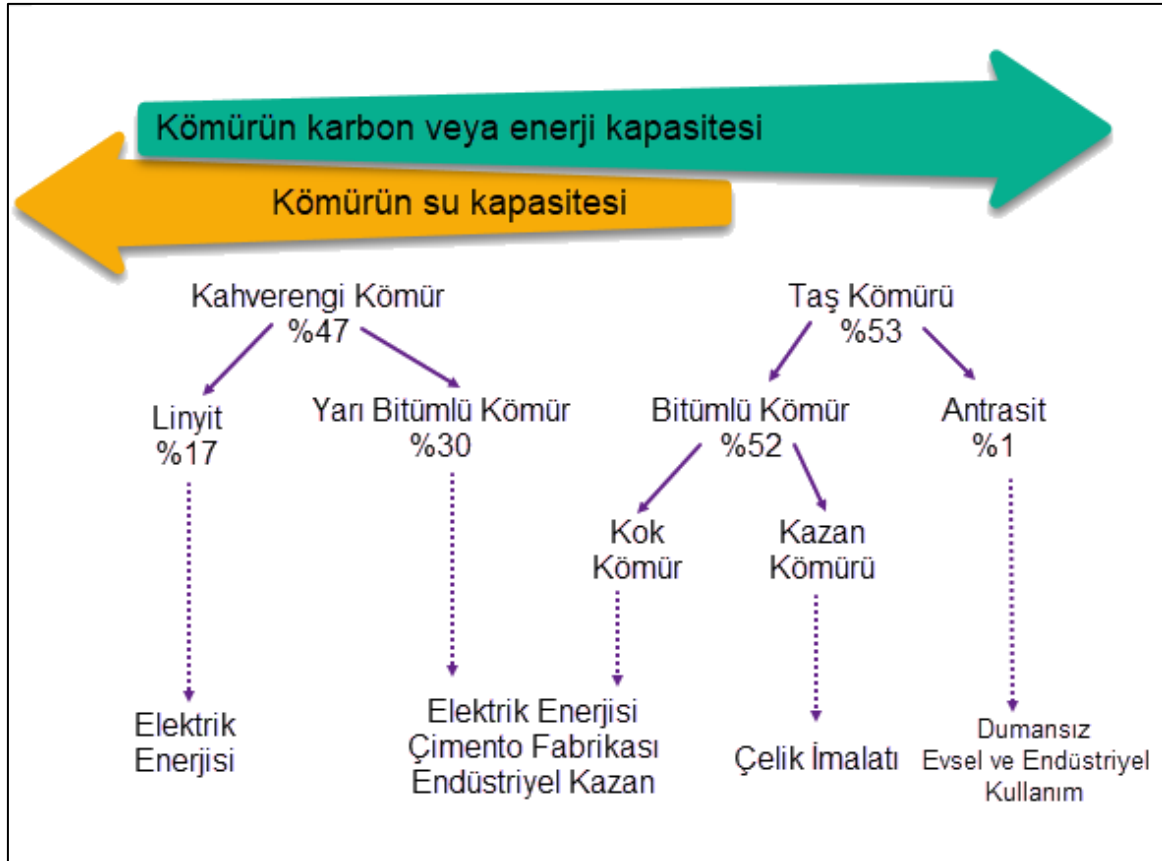 Kömürün karbon veya enerji kapasitesi
Kömürün su kapasitesi
Kahverengi Kömür
%47
Taş Kömürü
%53
Linyit
%17
Yarı Bitümlü Kömür
%30
Bitümlü Kömür
%52
Antrasit
%1
Kok
Kömür
Kazan
Kömürü
Elektrik
Enerjisi
Elektrik Enerjisi
Çimento Fabrikası
Endüstriyel Kazan
Çelik İmalatı
Dumansız
Evsel ve Endüstriyel
Kullanım